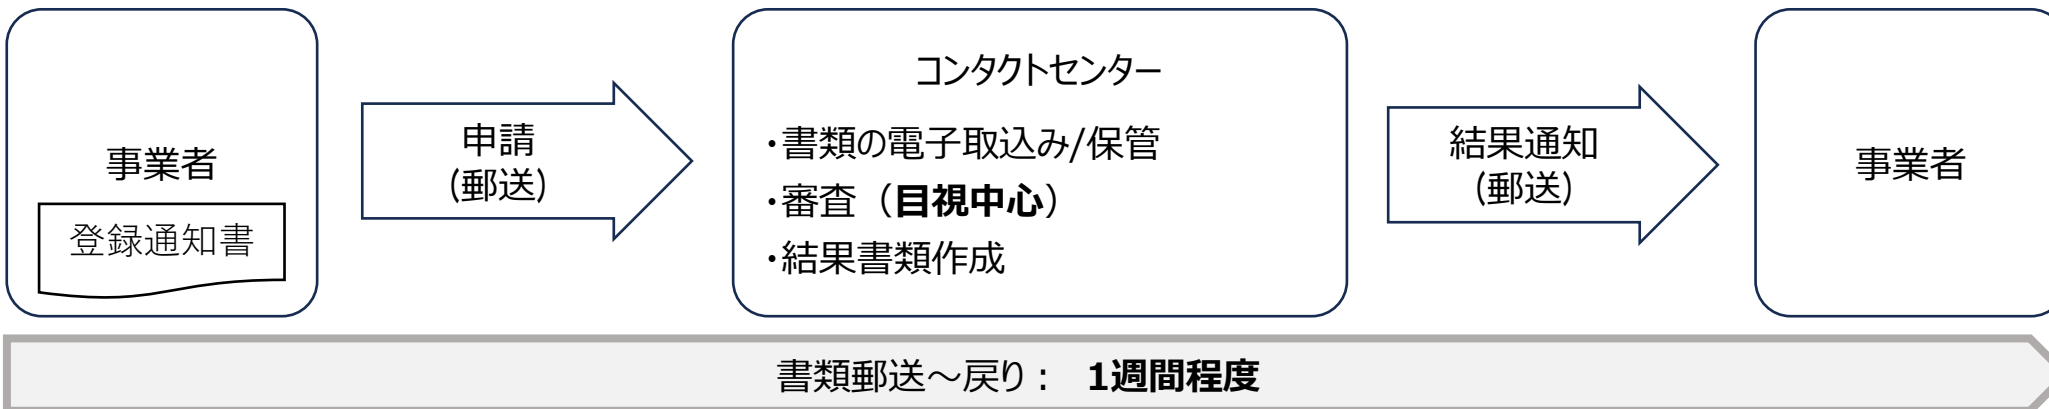 事業者
登録通知書
申請
(郵送)
コンタクトセンター
・書類の電子取込み/保管
・審査（目視中心）
・結果書類作成
結果通知
(郵送)
事業者
書類郵送～戻り： 1週間程度